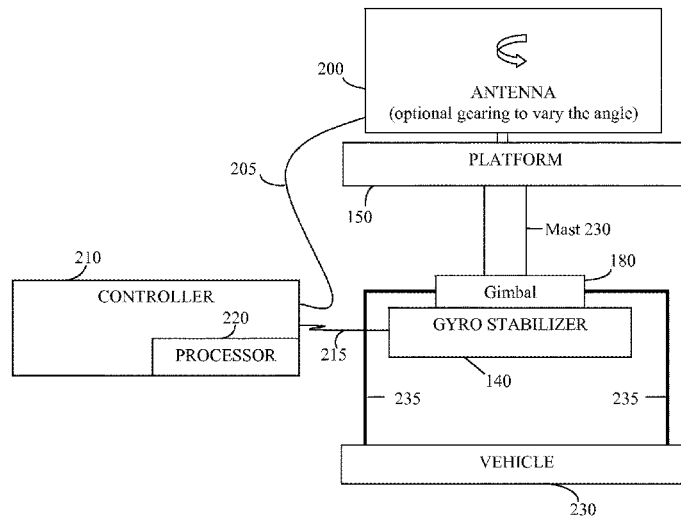 200
ANTENNA
(optional gearing to vary the angle)
205
PLATFORM
150
Mast 230
210
180
CONTROLLER
Gimbal
220
GYRO STABILIZER
PROCESSOR
215
140
235
235
VEHICLE
230